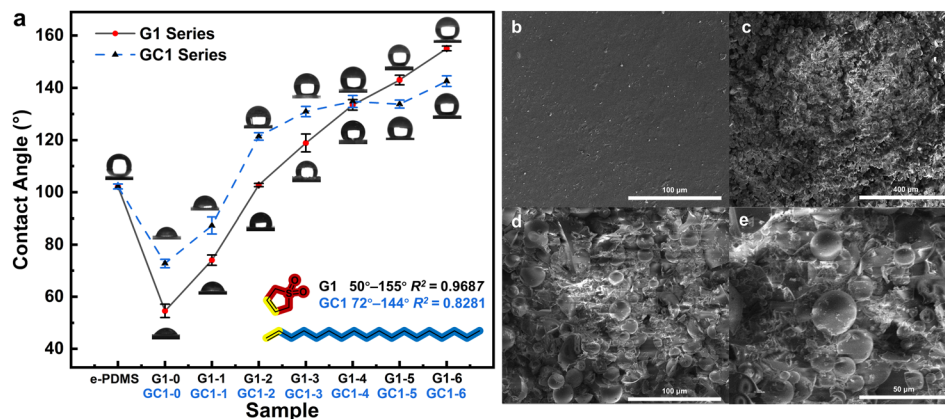 a
G1 Series
GC1 Series
Contact Angle (°)
160
140
120
100
80
60
40
O
S
O
G1 50°–155° R² = 0.9687
GC1 72°–144° R² = 0.8281
e-PDMS G1-0 G1-1 G1-2 G1-3 G1-4 G1-5 G1-6
GC1-0 GC1-1 GC1-2 GC1-3 GC1-4 GC1-5 GC1-6
Sample
b
100 µm
c
400 µm
d
100 µm
e
50 µm